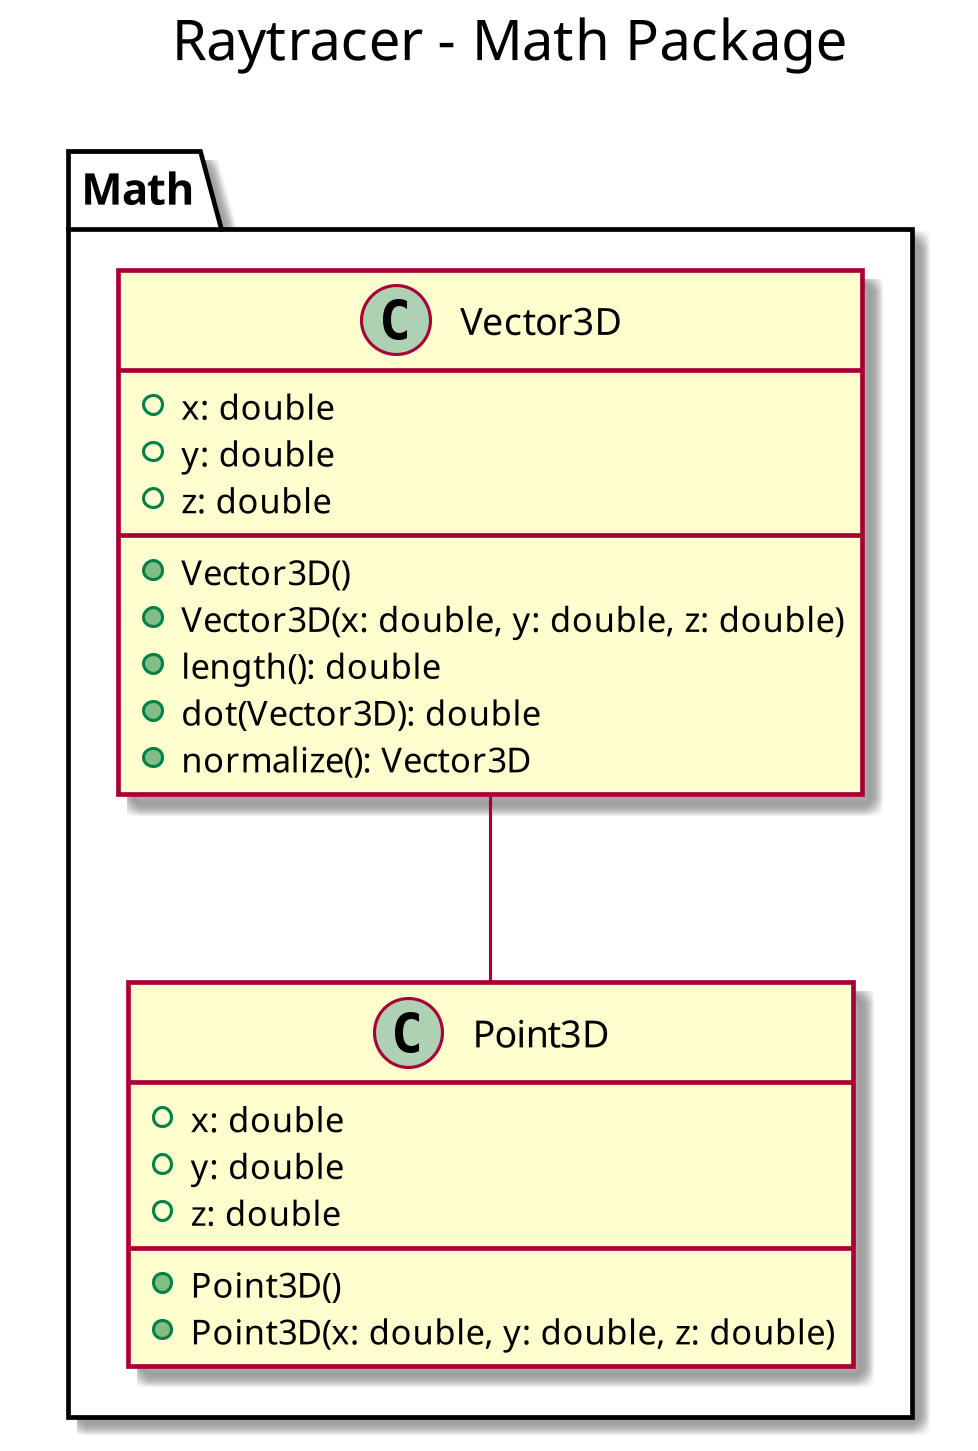 Raytracer - Math Package
Math
C Vector3D
x: double
y: double
z: double
Vector3D()
Vector3D(x: double, y: double, z: double)
length(): double
dot(Vector3D): double
normalize(): Vector3D
C Point3D
x: double
y: double
z: double
Point3D()
Point3D(x: double, y: double, z: double)